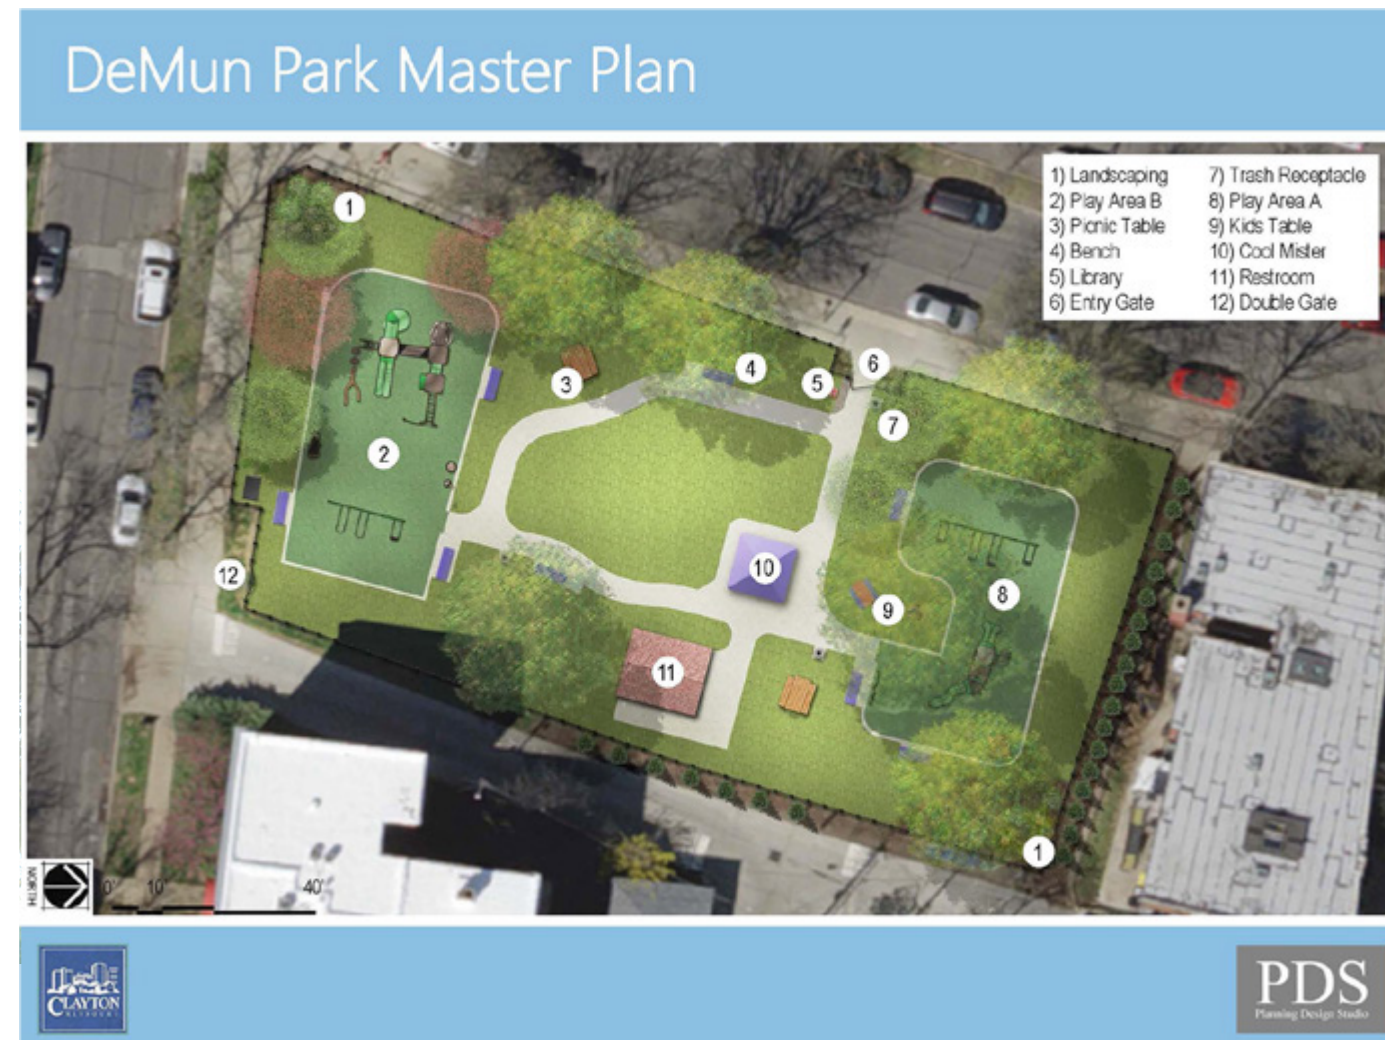 DeMun Park Master Plan
1) Landscaping 7) Trash Receptacle
2) Play Area B 8) Play Area A
3) Picnic Table 9) Kids Table
4) Bench 10) Cool Mister
5) Library 11) Restroom
6) Entry Gate 12) Double Gate
1
6
4
5
3
7
2
10
12
8
9
11
1
NORTH
0' 10' 40'
CLAYTON
MISSOURI
PDS
Planning Design Studio